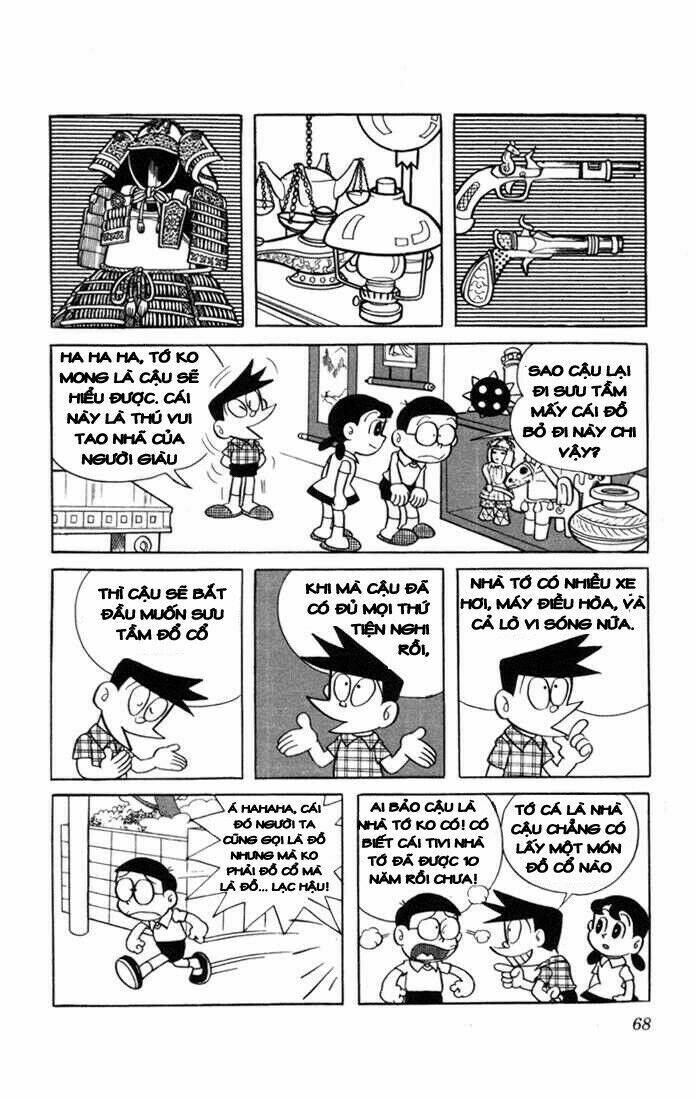 SAO CẬU LẠI
ĐI SƯU TẦM
MẤY CÁI ĐỒ
BỎ ĐI NÀY CHI
VẬY?
HA HA HA, TỚ KO
MONG LÀ CẬU SẼ
HIỂU ĐƯỢC. CÁI
NÀY LÀ THÚ VUI
TAO NHÃ CỦA
NGƯỜI GIÀU
NHÀ TỚ CÓ NHIỀU XE
HƠI, MÁY ĐIỀU HÒA, VÀ
CẢ LÒ VI SÓNG NỮA.
KHI MÀ CẬU ĐÃ
CÓ ĐỦ MỌI THỨ
TIỆN NGHI
RỒI,
THÌ CẬU SẼ BẮT
ĐẦU MUỐN SƯU
TẦM ĐỒ CỔ
TỚ CÁ LÀ NHÀ
CẬU CHẲNG CÓ
LẤY MỘT MÓN
ĐỒ CỔ NÀO
AI BẢO CẬU LÀ
NHÀ TỚ KO CÓ! CÓ
BIẾT CÁI TIVI NHÀ
TỚ ĐÃ ĐƯỢC 10
NĂM RỒI CHƯA!
Á HAHAHA, CÁI
ĐÓ NGƯỜI TA
CŨNG GỌI LÀ ĐỒ
NHƯNG MÀ KO
PHẢI ĐỒ CỔ MÀ
LÀ ĐỒ... LẠC HẬU!
68